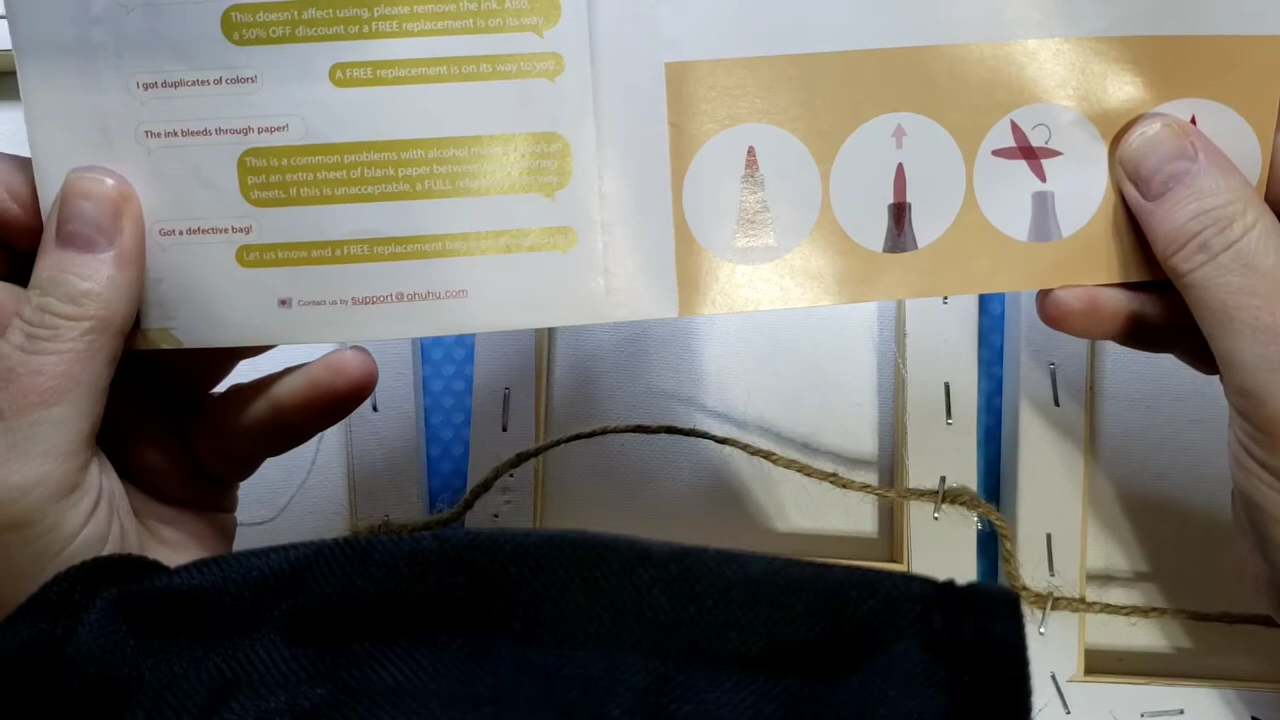 This doesn't affect using, please remove the ink. Also,
a 50% OFF discount or a FREE replacement is on its way.
I got duplicates of colors!
A FREE replacement is on its way to you.
The ink bleeds through paper!
This is a common problems with alcohol can
put an extra sheet of blank paper between
sheets. If this is unacceptable, a FULL way.
Got a defective bag!
Let us know and a FREE replacement bag
Contact us by support@ohuhu.com